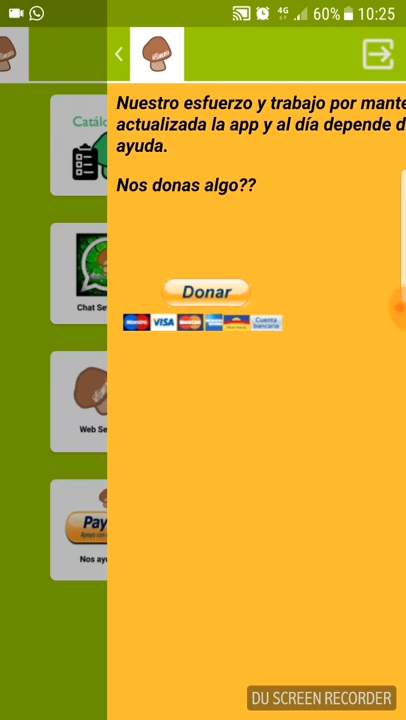 4G 60% 10:25
Nuestro esfuerzo y trabajo por mante
actualizada la app y al día depende d
ayuda.
Nos donas algo??
Donar
Maestro VISA
Cuenta
bancaria
Catálo
Chat Se
Web Se
Pay
Nos ayu
DU SCREEN RECORDER